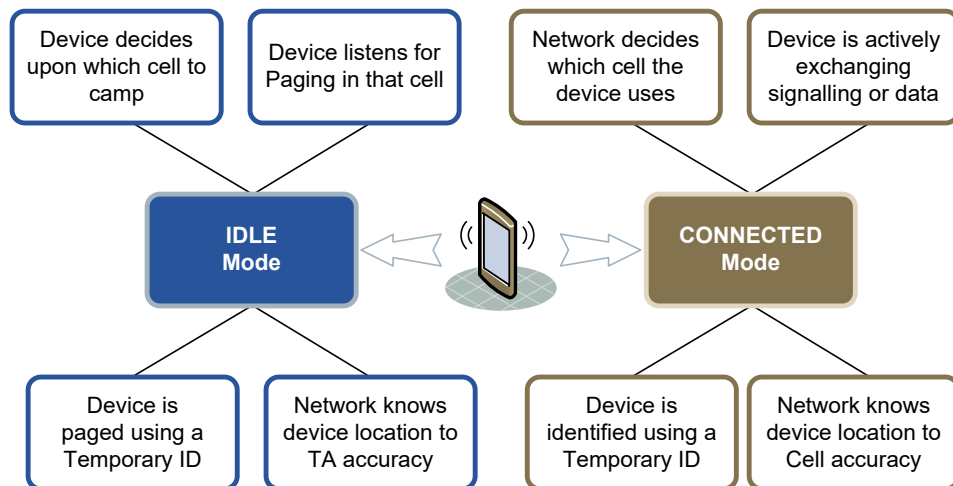 Device decides
upon which cell to
camp
Device listens for
Paging in that cell
Network decides
which cell the
device uses
Device is actively
exchanging
signalling or data
IDLE
Mode
CONNECTED
Mode
Device is
paged using a
Temporary ID
Network knows
device location to
TA accuracy
Device is
identified using a
Temporary ID
Network knows
device location to
Cell accuracy